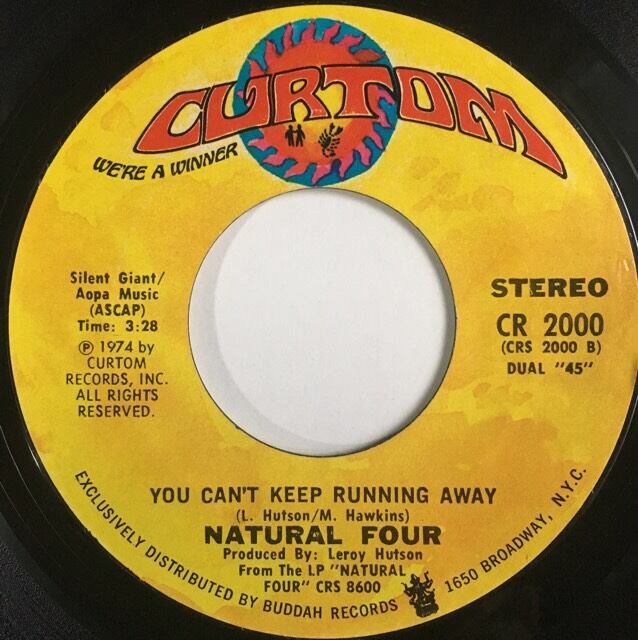 CURTOM
WE'RE A WINNER
Silent Giant/
Aopa Music
(ASCAP)
Time: 3:28
℗ 1974 by
CURTOM
RECORDS, INC.
ALL RIGHTS
RESERVED.
STEREO
CR 2000
(CRS 2000 B)
DUAL "45"
YOU CAN'T KEEP RUNNING AWAY
(L. Hutson/M. Hawkins)
NATURAL FOUR
Produced By: Leroy Hutson
From The LP "NATURAL
FOUR" CRS 8600
EXCLUSIVELY DISTRIBUTED BY BUDDAH RECORDS 1650 BROADWAY, N.Y.C.